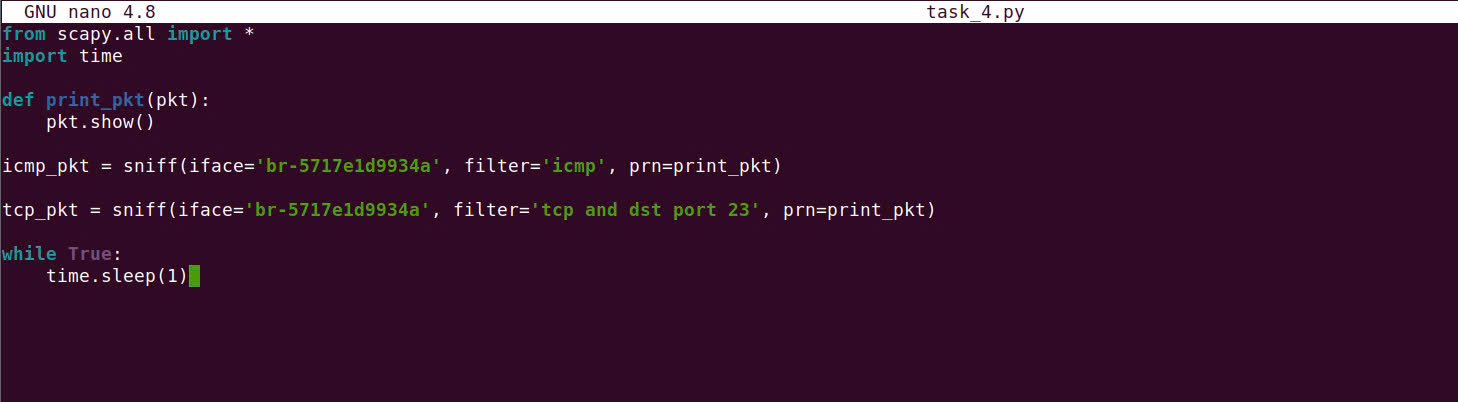 GNU nano 4.8 task_4.py
from scapy.all import *
import time
def print_pkt(pkt):
    pkt.show()
icmp_pkt = sniff(iface='br-5717e1d9934a', filter='icmp', prn=print_pkt)
tcp_pkt = sniff(iface='br-5717e1d9934a', filter='tcp and dst port 23', prn=print_pkt)
while True:
    time.sleep(1)